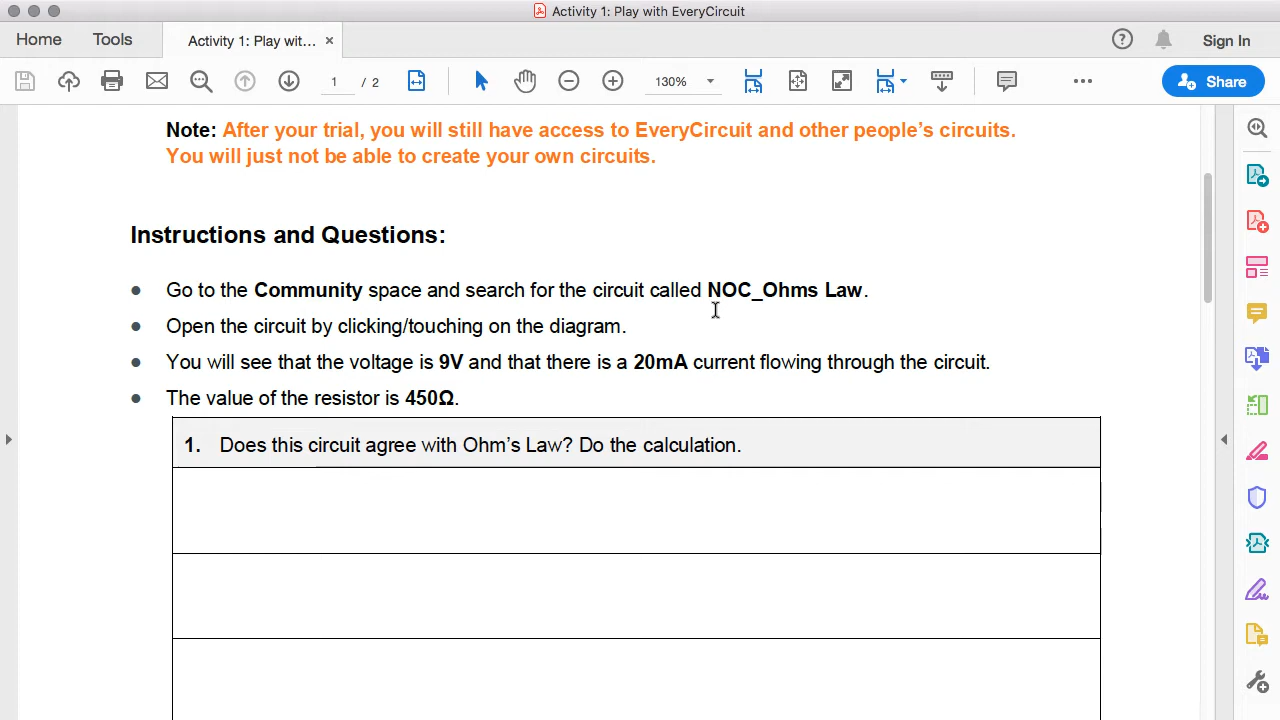 Activity 1: Play with EveryCircuit
Home Tools Activity 1: Play wit... × Sign In
1 / 2 130% Share
Note: After your trial, you will still have access to EveryCircuit and other people's circuits.
You will just not be able to create your own circuits.
Instructions and Questions:
• Go to the Community space and search for the circuit called NOC_Ohms Law.
• Open the circuit by clicking/touching on the diagram.
• You will see that the voltage is 9V and that there is a 20mA current flowing through the circuit.
• The value of the resistor is 450Ω.
1. Does this circuit agree with Ohm's Law? Do the calculation.